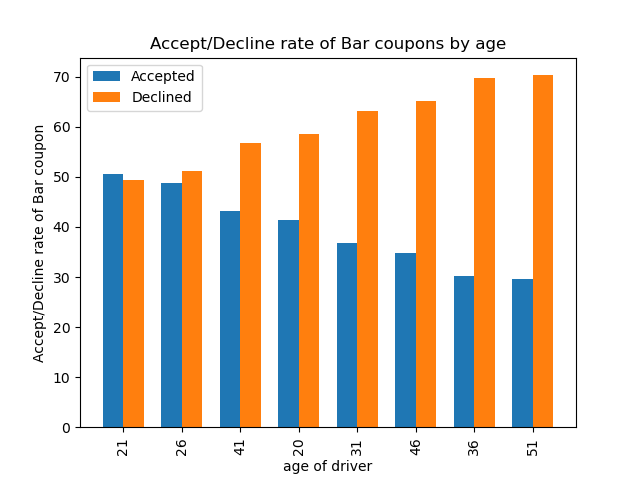 Accept/Decline rate of Bar coupons by age
Accepted
Declined
Accept/Decline rate of Bar coupon
70
60
50
40
30
20
10
0
21 26 41 20 31 46 36 51
age of driver